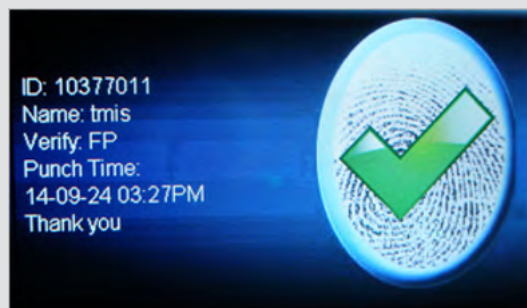 ID: 10377011
Name: tmis
Verify: FP
Punch Time:
14-09-24 03:27PM
Thank you